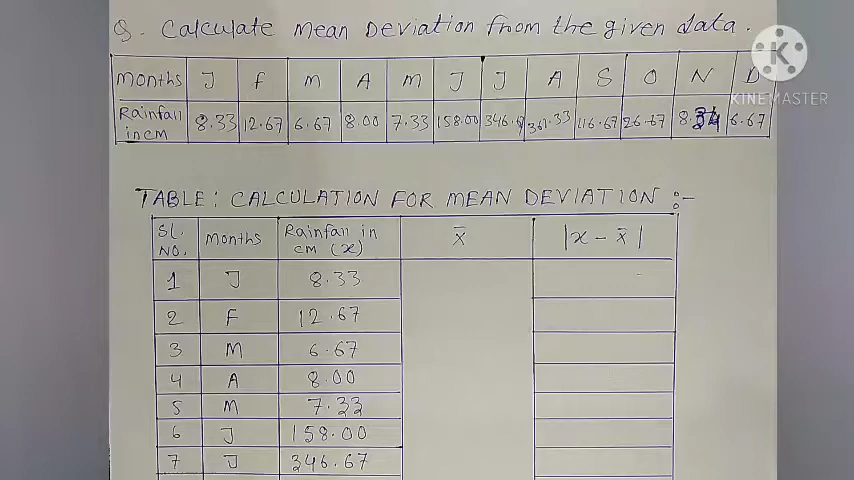 Q. Calculate Mean Deviation from the given data.
KINEMASTER
Months J F M A M J J A S O N D
Rainfall in cm 8.33 12.67 6.67 8.00 7.33 158.00 346.67 116.67 26.67 6.67
TABLE: CALCULATION FOR MEAN DEVIATION :-
SL. NO. Months Rainfall in cm (x) x̄ |x - x̄|
1 J 8.33
2 F 12.67
3 M 6.67
4 A 8.00
5 M 7.33
6 J 158.00
7 J 346.67